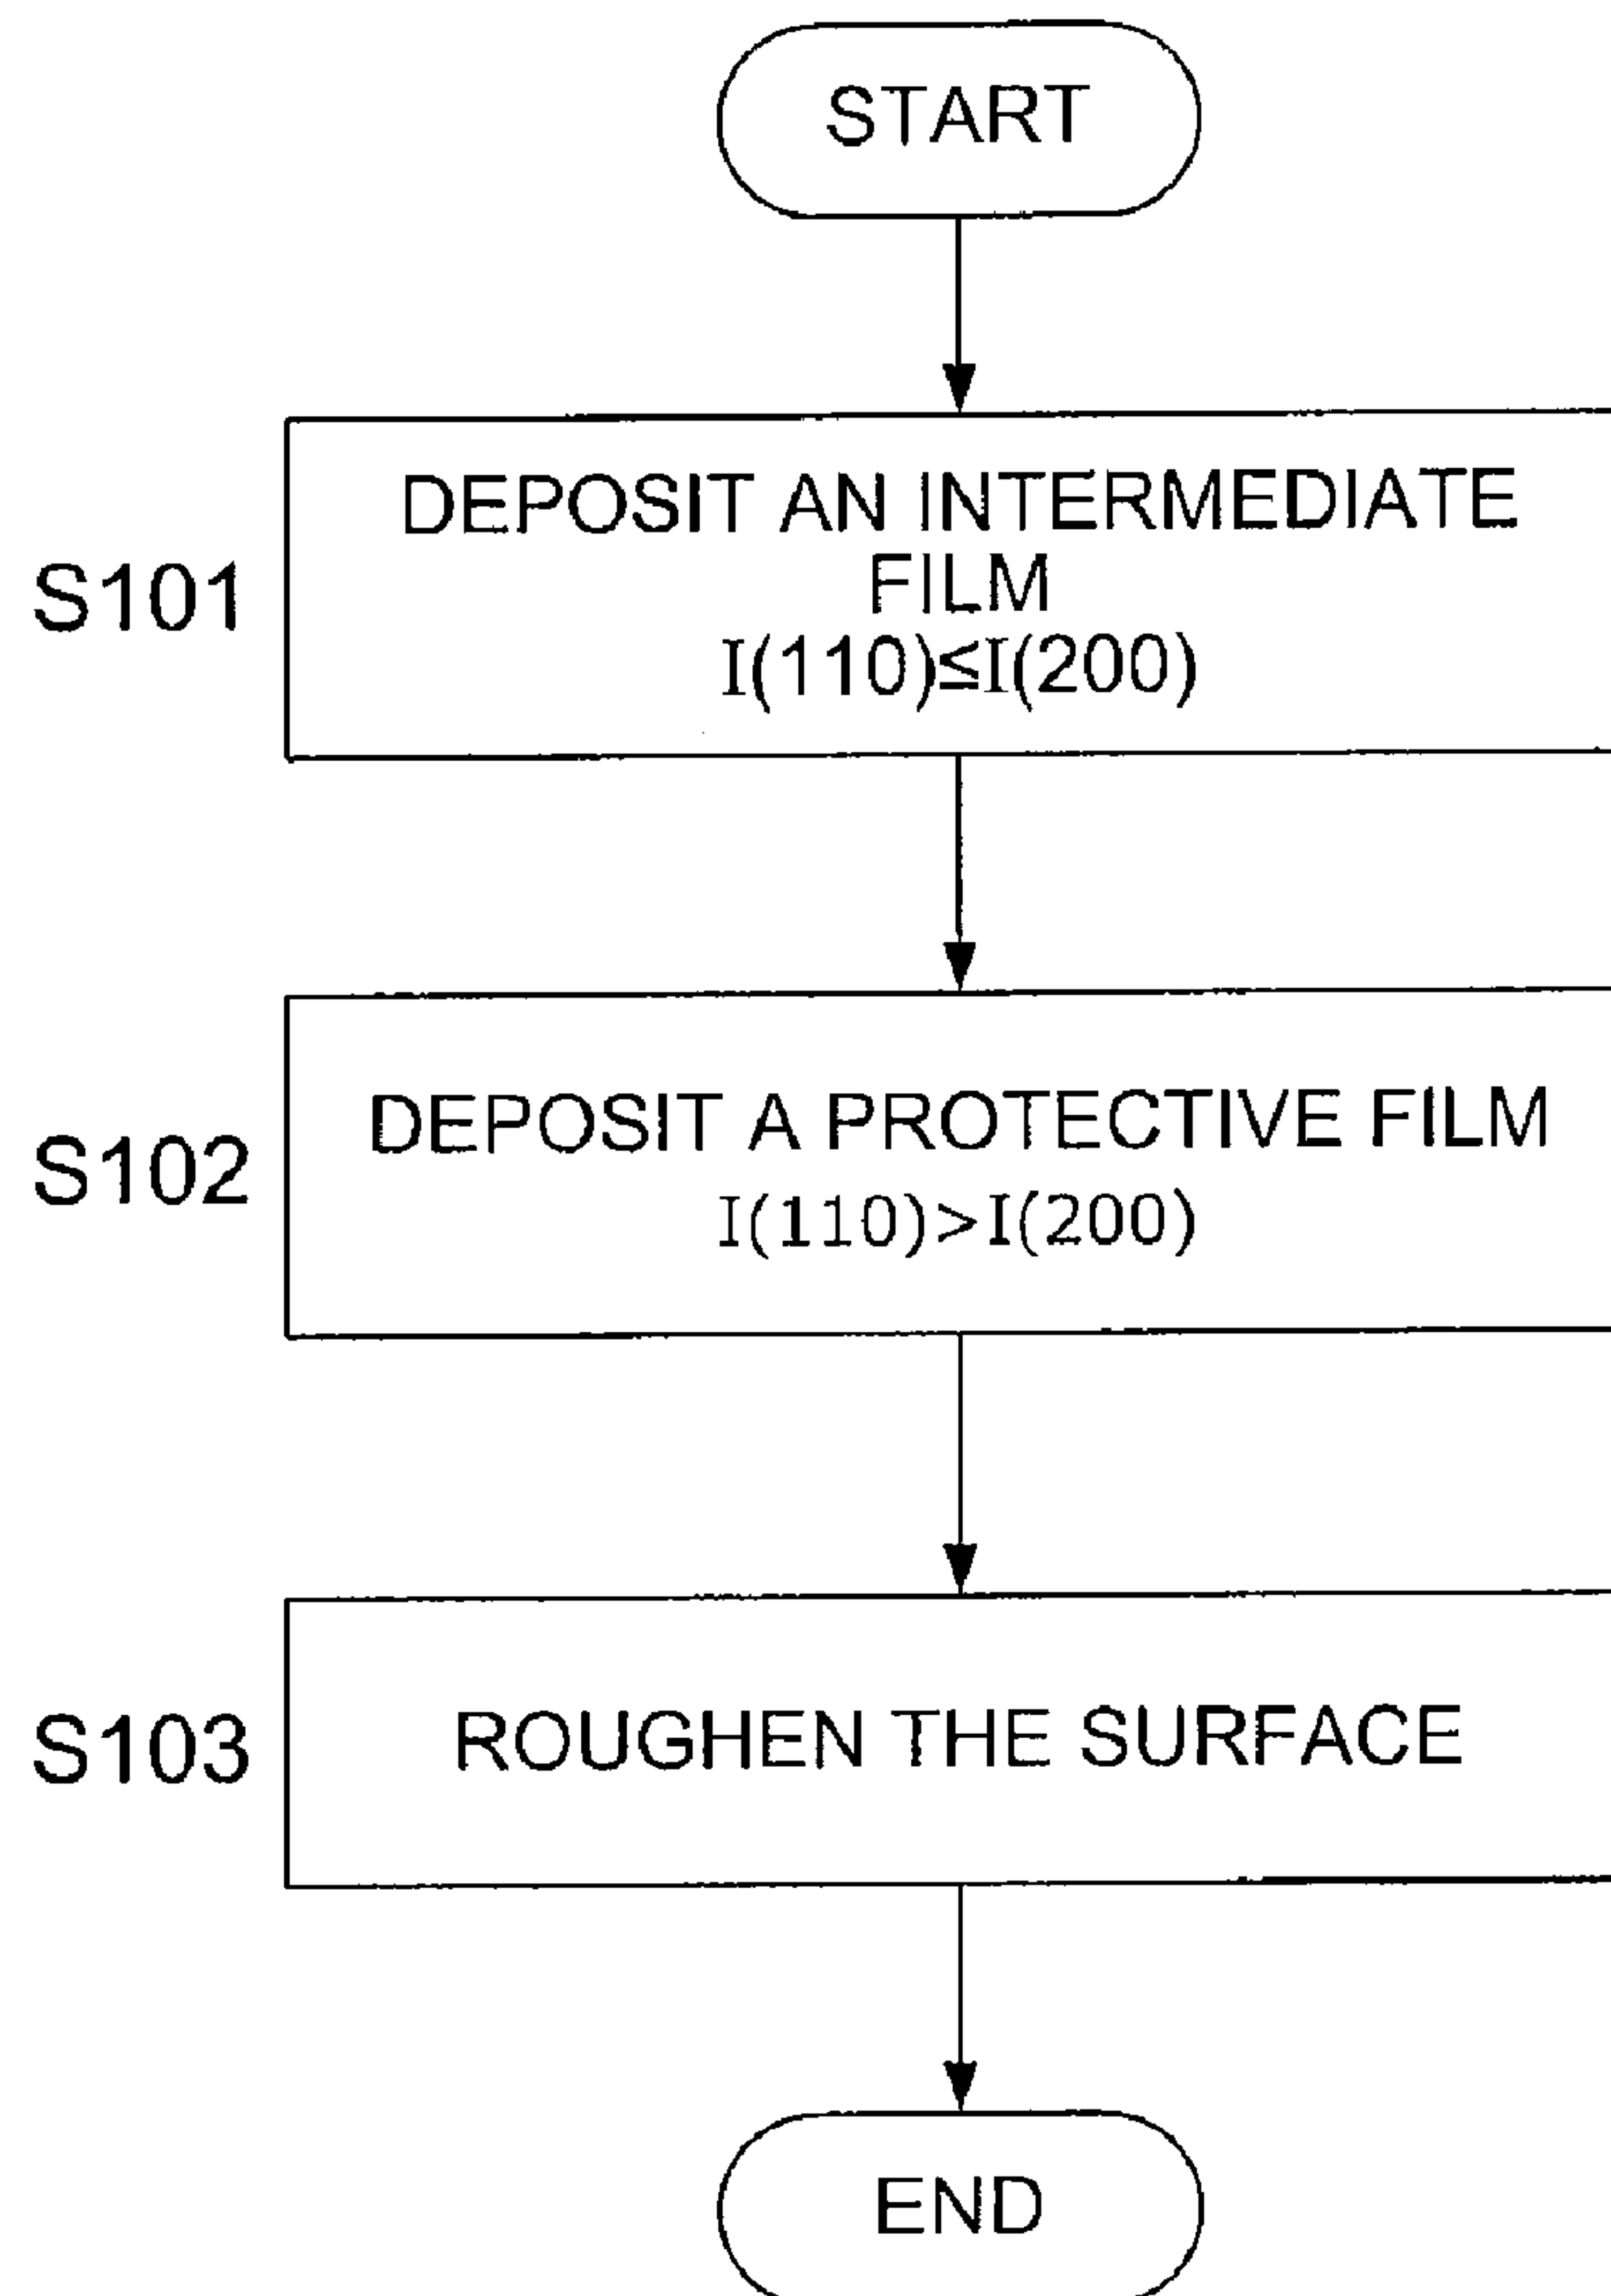 START
S101
DEPOSIT AN INTERMEDIATE
FILM
I(110)≦I(200)
S102
DEPOSIT A PROTECTIVE FILM
I(110)>I(200)
S103
ROUGHEN THE SURFACE
END